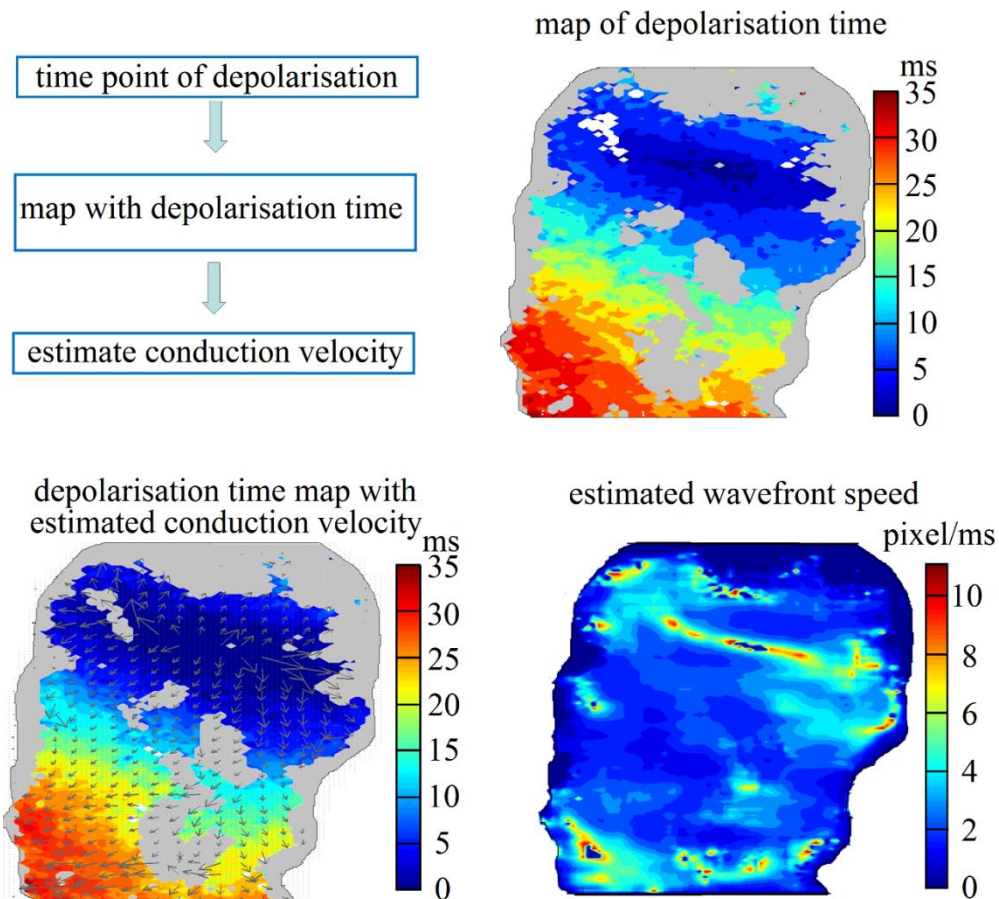 time point of depolarisation
map with depolarisation time
estimate conduction velocity
map of depolarisation time
ms
35
30
25
20
15
10
5
0
depolarisation time map with
estimated conduction velocity
ms
35
30
25
20
15
10
5
0
estimated wavefront speed
pixel/ms
10
8
6
4
2
0